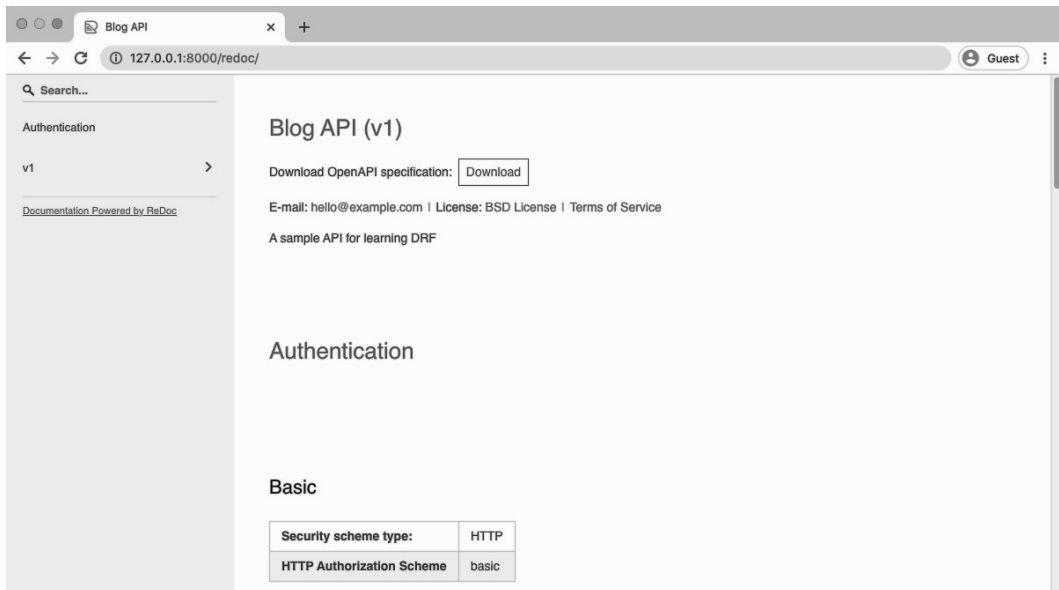 Blog API
127.0.0.1:8000/redoc/
Guest
Search...
Authentication
v1
Documentation Powered by ReDoc
Blog API (v1)
Download OpenAPI specification: Download
E-mail: hello@example.com | License: BSD License | Terms of Service
A sample API for learning DRF
Authentication
Basic
Security scheme type: HTTP
HTTP Authorization Scheme basic